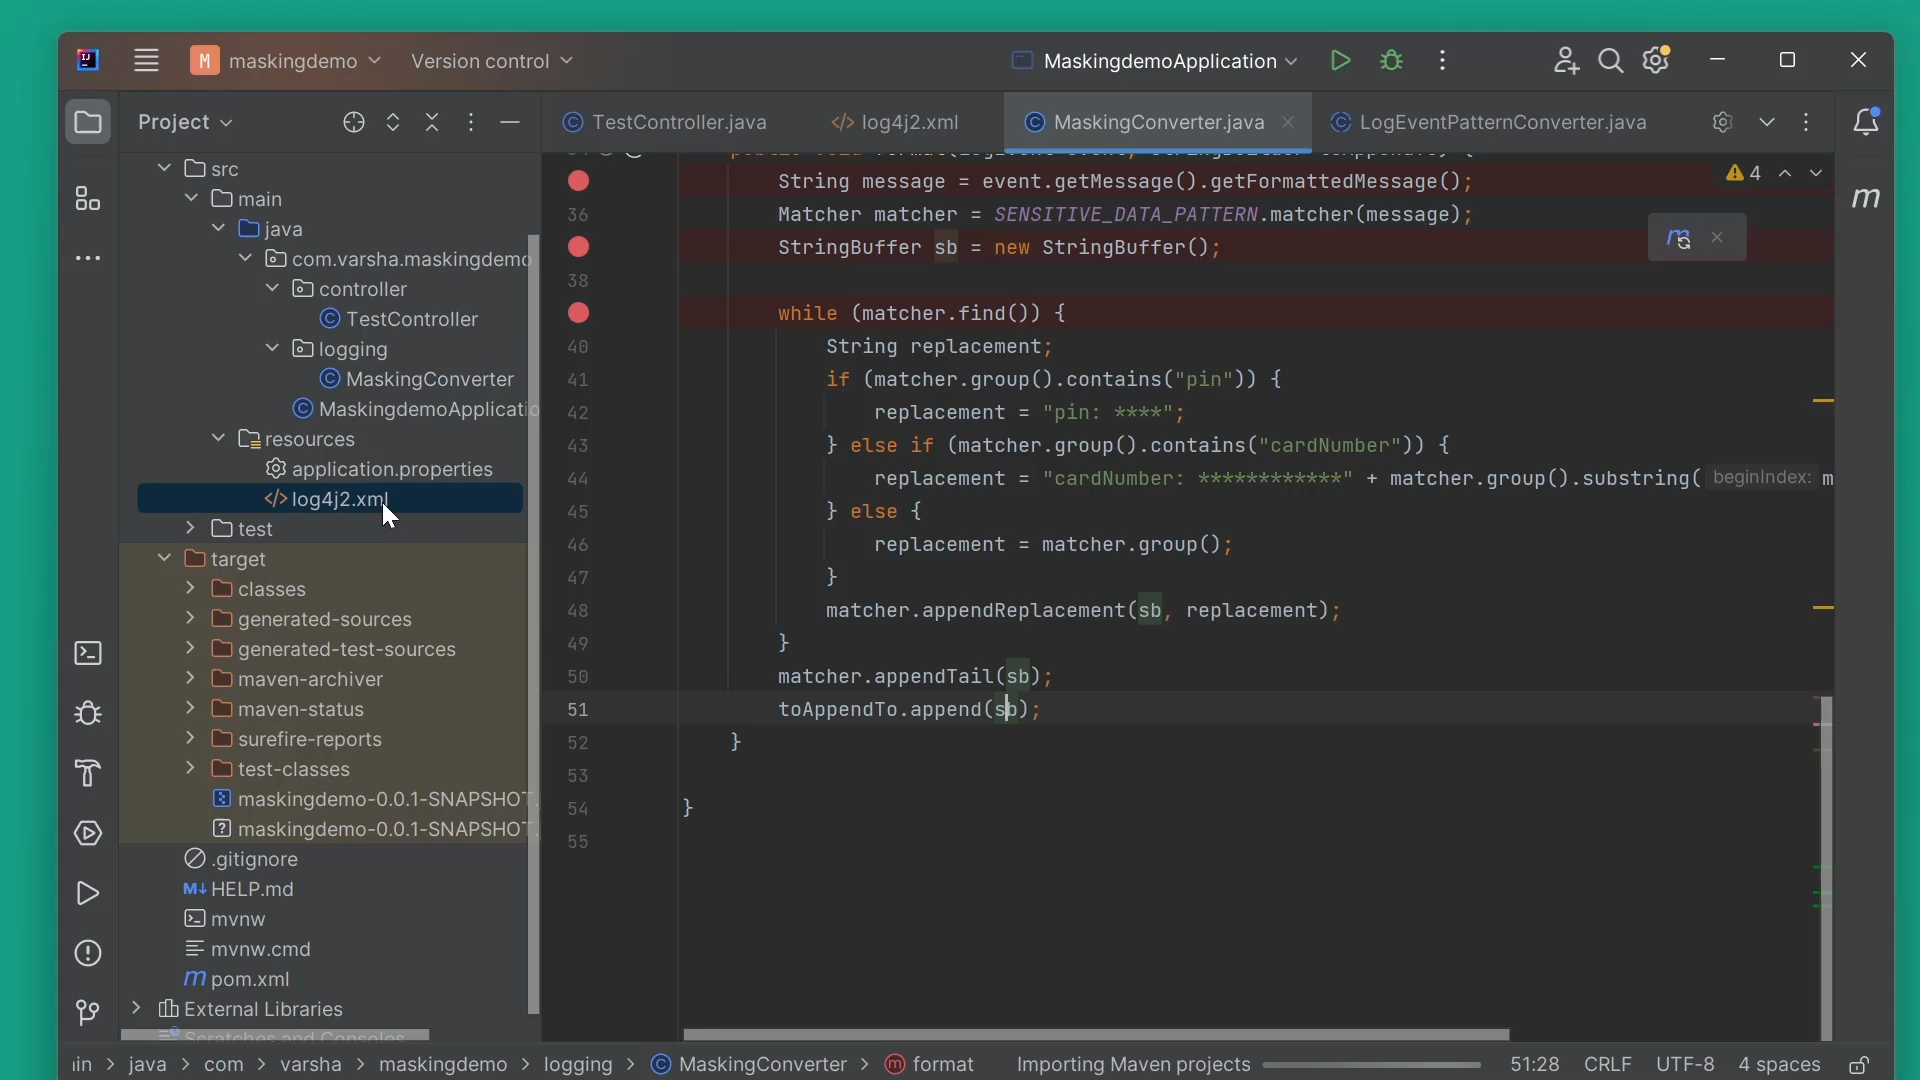 maskingdemo
Version control
MaskingdemoApplication
Project
TestController.java
log4j2.xml
MaskingConverter.java
LogEventPatternConverter.java
src
main
java
com.varsha.maskingdemo
controller
TestController
logging
MaskingConverter
MaskingdemoApplicatio
resources
application.properties
log4j2.xml
test
target
classes
generated-sources
generated-test-sources
maven-archiver
maven-status
surefire-reports
test-classes
maskingdemo-0.0.1-SNAPSHOT.
maskingdemo-0.0.1-SNAPSHOT.
.gitignore
HELP.md
mvnw
mvnw.cmd
pom.xml
External Libraries
Scratches and Consoles
String message = event.getMessage().getFormattedMessage();
4
36 Matcher matcher = SENSITIVE_DATA_PATTERN.matcher(message);
StringBuffer sb = new StringBuffer();
38
while (matcher.find()) {
40 String replacement;
41 if (matcher.group().contains("pin")) {
42 replacement = "pin: ****";
43 } else if (matcher.group().contains("cardNumber")) {
44 replacement = "cardNumber: ************" + matcher.group().substring( beginIndex: m
45 } else {
46 replacement = matcher.group();
47 }
48 matcher.appendReplacement(sb, replacement);
49 }
50 matcher.appendTail(sb);
51 toAppendTo.append(sb);
52 }
53
54 }
55
in > java > com > varsha > maskingdemo > logging > MaskingConverter > format
Importing Maven projects
51:28 CRLF UTF-8 4 spaces